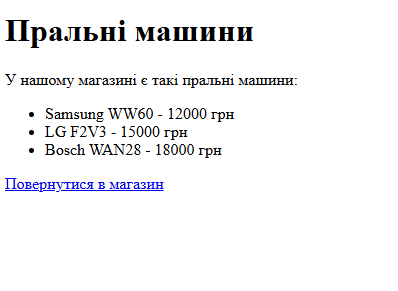 Пральні машини
У нашому магазині є такі пральні машини:
Samsung WW60 - 12000 грн
LG F2V3 - 15000 грн
Bosch WAN28 - 18000 грн
Повернутися в магазин